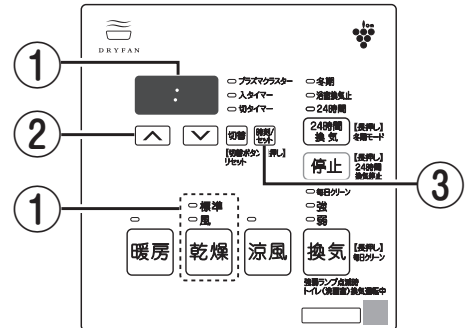 DRYFAN
ion
①
:
プラズマクラスター
入タイマー
切タイマー
冬期
浴室換気止
24時間
②
切替
時刻/セット
【切替ボタン 押し】
リセット
24時間
換気
【長押し】
冬期モード
停止
【長押し】
24時間
換気停止
③
毎日クリーン
①
標準
風
強
弱
暖房
乾燥
涼風
換気
【長押し】
毎日クリーン
強弱ランプ点滅時
トイレ(洗面室)換気運転中